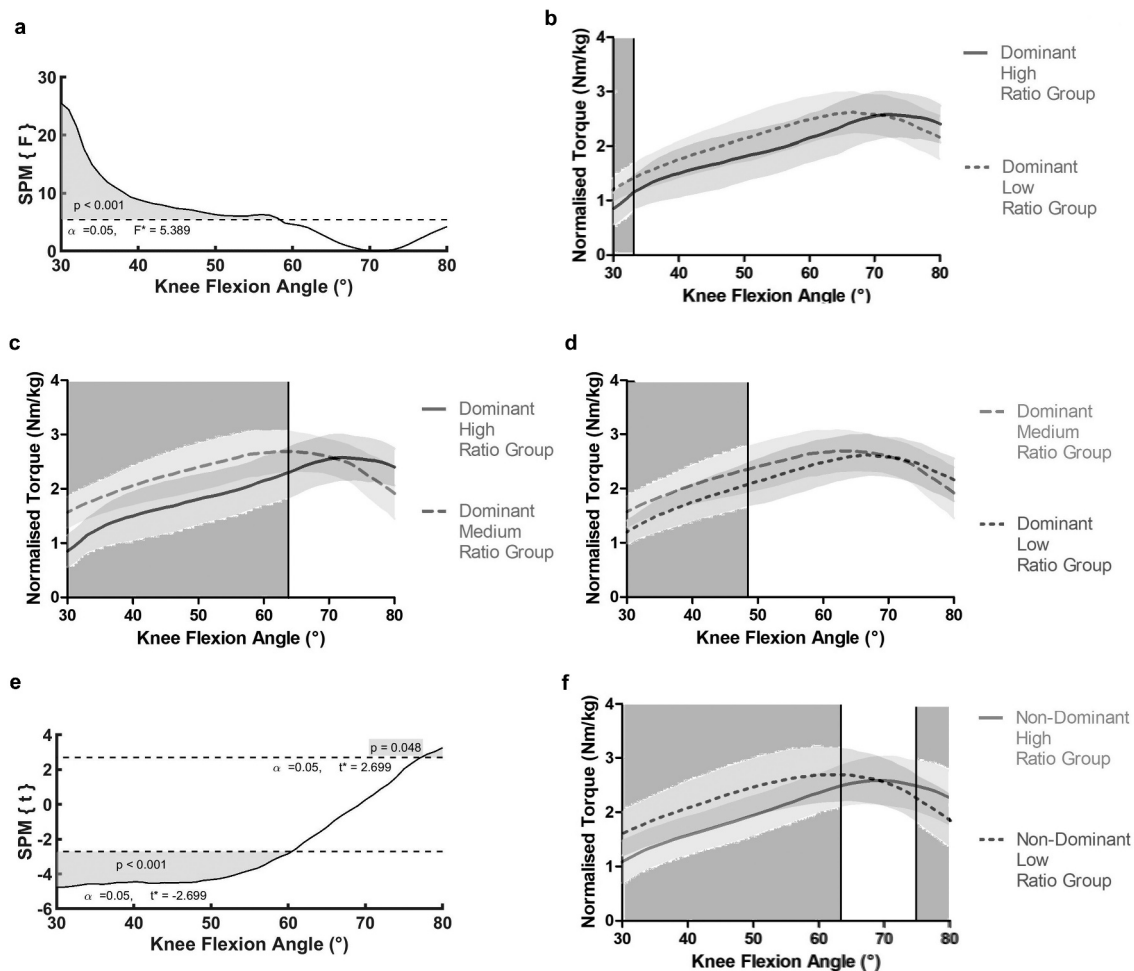 a
SPM { F }
30
20
10
0
p < 0.001
α =0.05, F* = 5.389
30 40 50 60 70 80
Knee Flexion Angle (°)
b
Normalised Torque (Nm/kg)
4
3
2
1
0
30 40 50 60 70 80
Knee Flexion Angle (°)
Dominant
High
Ratio Group
Dominant
Low
Ratio Group
c
Normalised Torque (Nm/kg)
4
3
2
1
0
30 40 50 60 70 80
Knee Flexion Angle (°)
Dominant
High
Ratio Group
Dominant
Medium
Ratio Group
d
Normalised Torque (Nm/kg)
4
3
2
1
0
30 40 50 60 70 80
Knee Flexion Angle (°)
Dominant
Medium
Ratio Group
Dominant
Low
Ratio Group
e
SPM { t }
4
2
0
-2
-4
-6
p = 0.048
α =0.05, t* = 2.699
p < 0.001
α =0.05, t* = -2.699
30 40 50 60 70 80
Knee Flexion Angle (°)
f
Normalised Torque (Nm/kg)
4
3
2
1
0
30 40 50 60 70 80
Knee Flexion Angle (°)
Non-Dominant
High
Ratio Group
Non-Dominant
Low
Ratio Group